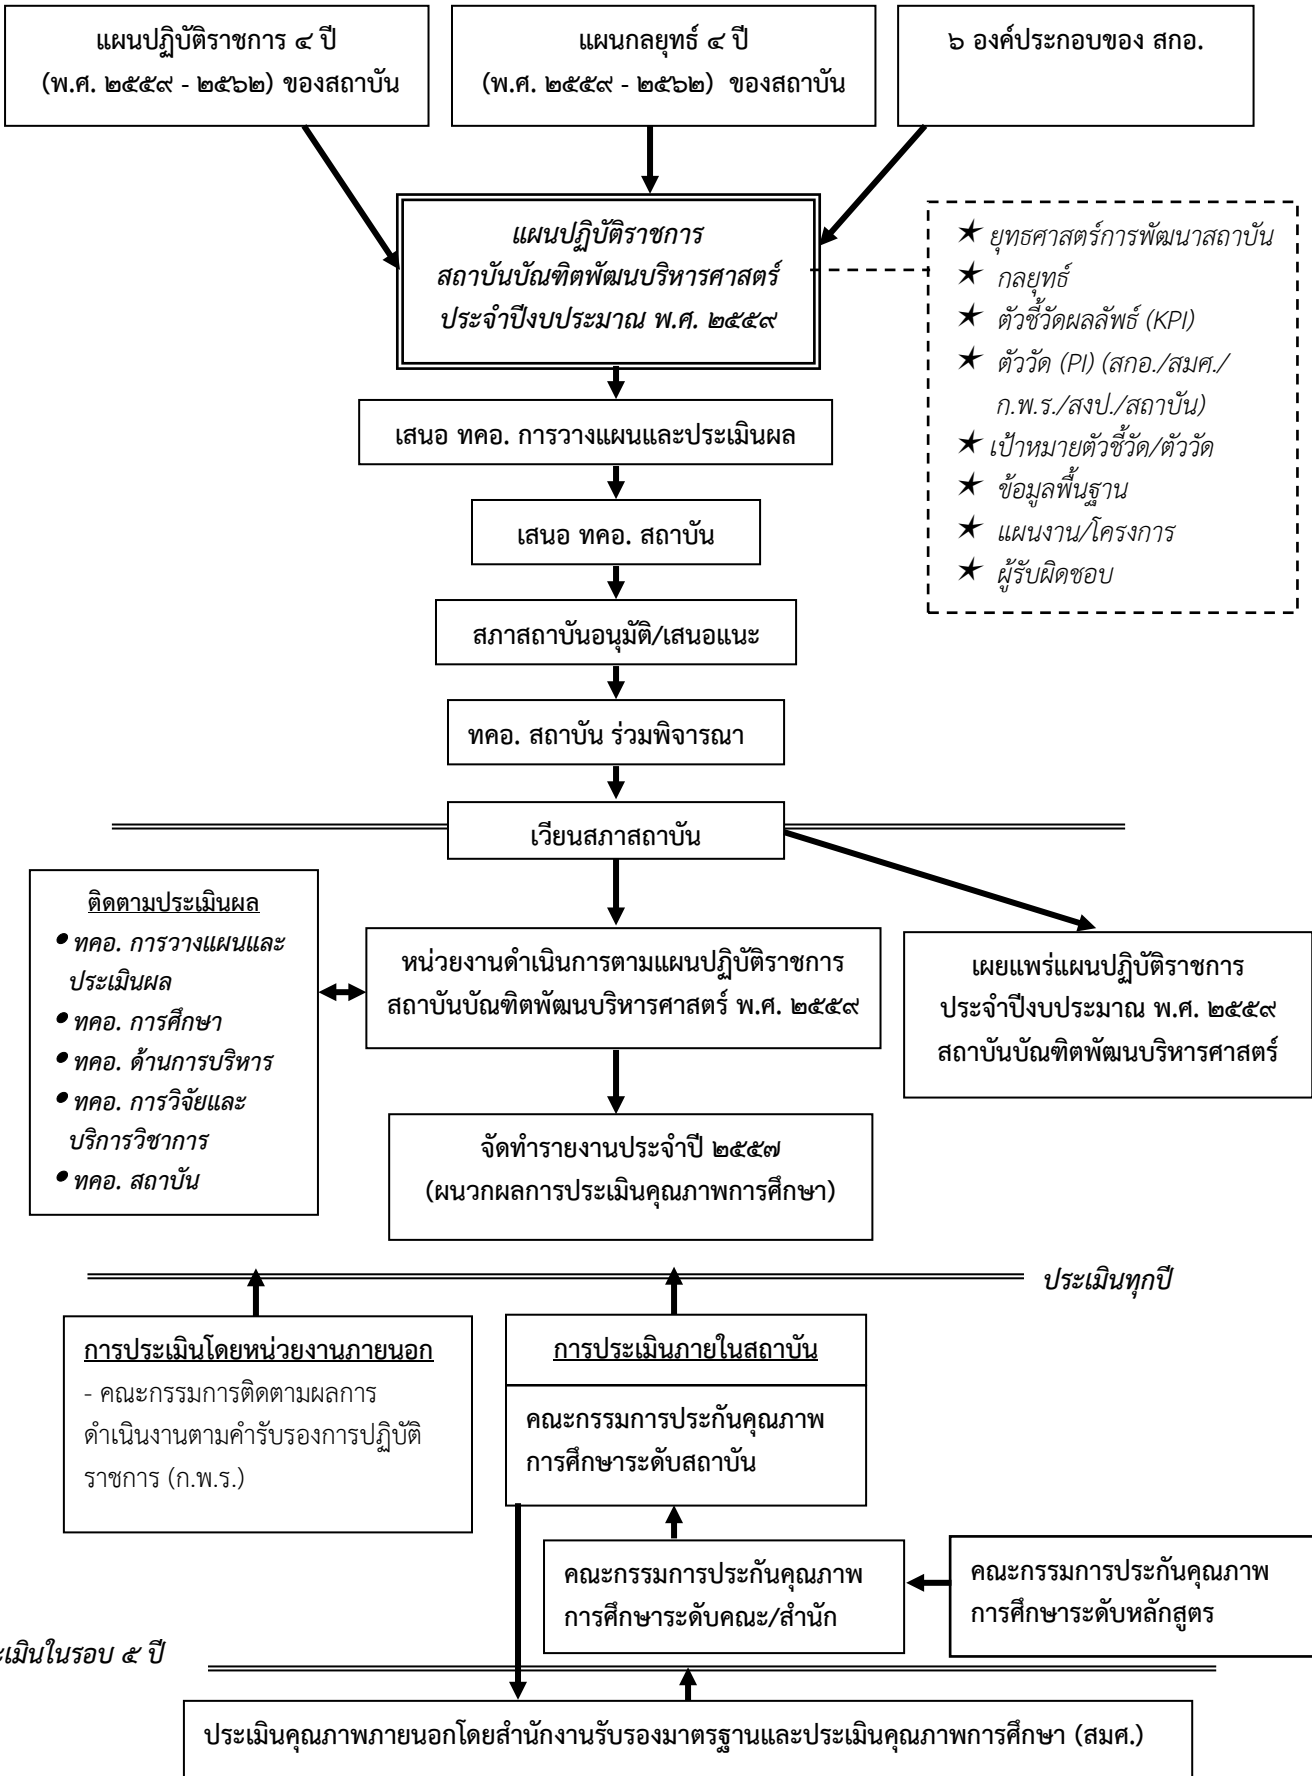 แผนปฏิบัติราชการ ๔ ปี
(พ.ศ. ๒๕๕๙ - ๒๕๖๒) ของสถาบัน
แผนกลยุทธ์ ๔ ปี
(พ.ศ. ๒๕๕๙ - ๒๕๖๒) ของสถาบัน
๖ องค์ประกอบของ สกอ.
แผนปฏิบัติราชการ
สถาบันบัณฑิตพัฒนบริหารศาสตร์
ประจำปีงบประมาณ พ.ศ. ๒๕๕๙
ยุทธศาสตร์การพัฒนาสถาบัน
กลยุทธ์
ตัวชี้วัดผลลัพธ์ (KPI)
ตัววัด (PI) (สกอ./สมศ./
ก.พ.ร./สงป./สถาบัน)
เป้าหมายตัวชี้วัด/ตัววัด
ข้อมูลพื้นฐาน
แผนงาน/โครงการ
ผู้รับผิดชอบ
เสนอ ทคอ. การวางแผนและประเมินผล
เสนอ ทคอ. สถาบัน
สภาสถาบันอนุมัติ/เสนอแนะ
ทคอ. สถาบัน ร่วมพิจารณา
เวียนสภาสถาบัน
ติดตามประเมินผล
• ทคอ. การวางแผนและ
ประเมินผล
• ทคอ. การศึกษา
• ทคอ. ด้านการบริหาร
• ทคอ. การวิจัยและ
บริการวิชาการ
• ทคอ. สถาบัน
หน่วยงานดำเนินการตามแผนปฏิบัติราชการ
สถาบันบัณฑิตพัฒนบริหารศาสตร์ พ.ศ. ๒๕๕๙
เผยแพร่แผนปฏิบัติราชการ
ประจำปีงบประมาณ พ.ศ. ๒๕๕๙
สถาบันบัณฑิตพัฒนบริหารศาสตร์
จัดทำรายงานประจำปี ๒๕๕๗
(ผนวกผลการประเมินคุณภาพการศึกษา)
ประเมินทุกปี
การประเมินโดยหน่วยงานภายนอก
- คณะกรรมการติดตามผลการ
ดำเนินงานตามคำรับรองการปฏิบัติ
ราชการ (ก.พ.ร.)
การประเมินภายในสถาบัน
คณะกรรมการประกันคุณภาพ
การศึกษาระดับสถาบัน
คณะกรรมการประกันคุณภาพ
การศึกษาระดับคณะ/สำนัก
คณะกรรมการประกันคุณภาพ
การศึกษาระดับหลักสูตร
ะเมินในรอบ ๕ ปี
ประเมินคุณภาพภายนอกโดยสำนักงานรับรองมาตรฐานและประเมินคุณภาพการศึกษา (สมศ.)